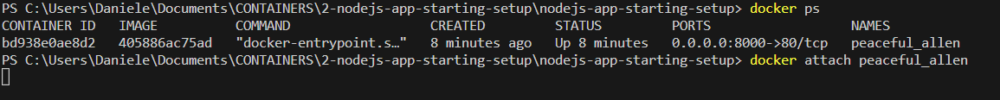 PS C:\Users\Daniele\Documents\CONTAINERS\2-nodejs-app-starting-setup\nodejs-app-starting-setup> docker ps
CONTAINER ID   IMAGE          COMMAND                  CREATED         STATUS         PORTS                  NAMES
bd938e0ae8d2   405886ac75ad   "docker-entrypoint.s…"   8 minutes ago   Up 8 minutes   0.0.0.0:8000->80/tcp   peaceful_allen
PS C:\Users\Daniele\Documents\CONTAINERS\2-nodejs-app-starting-setup\nodejs-app-starting-setup> docker attach peaceful_allen